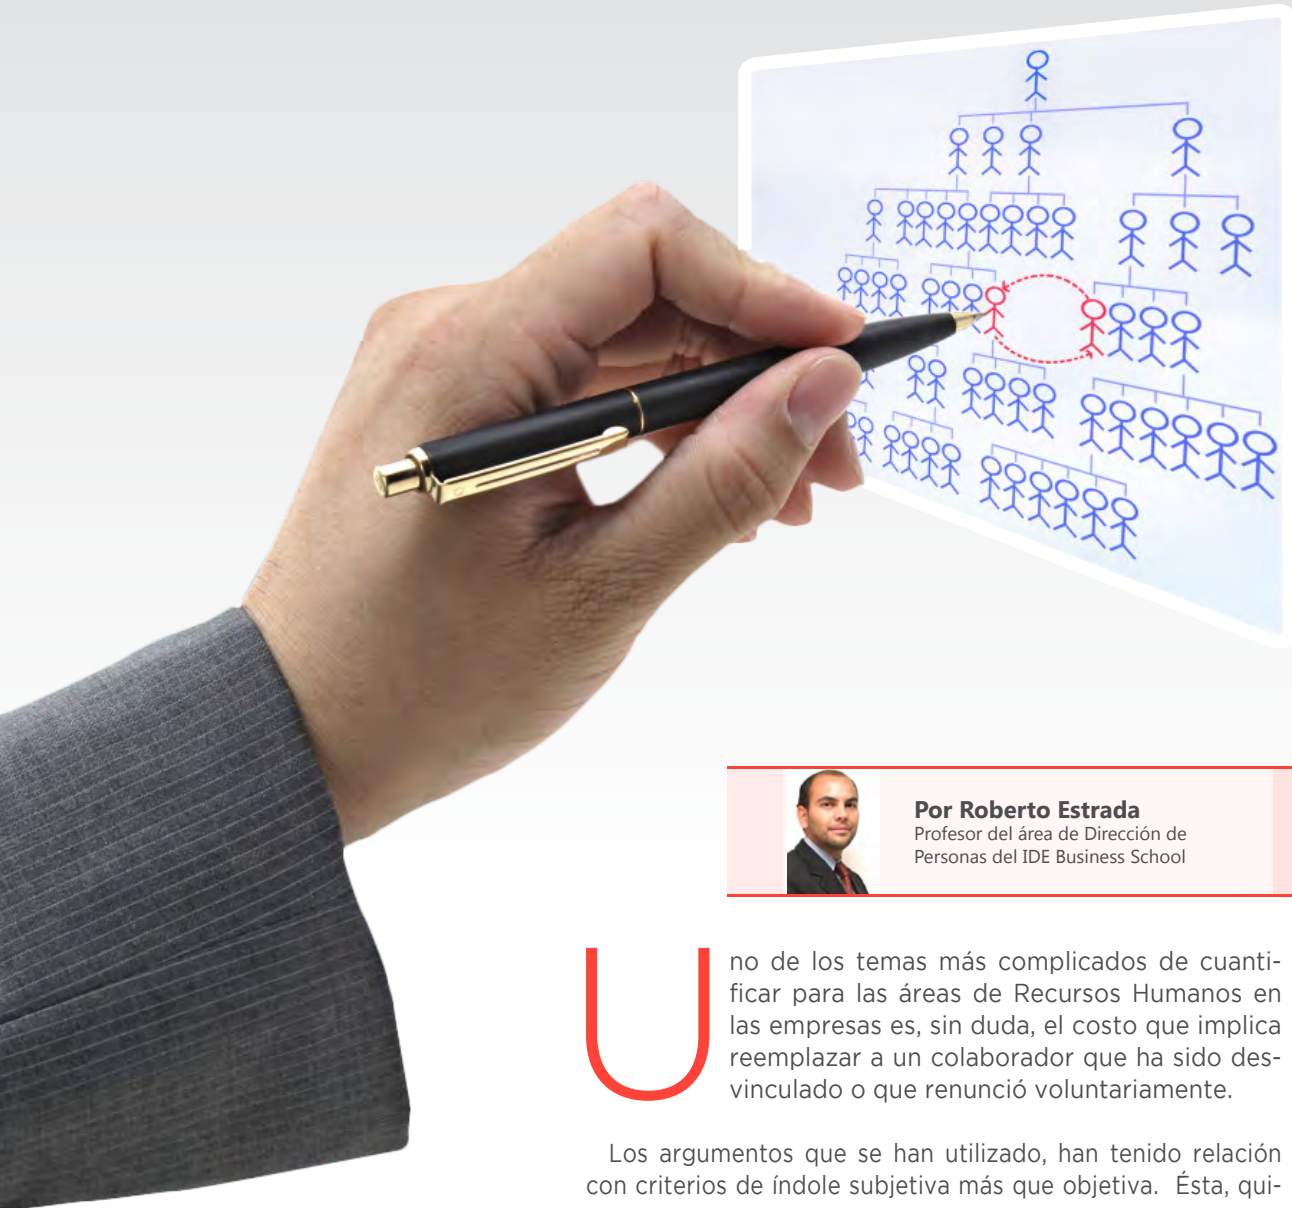 Por Roberto Estrada
Profesor del área de Dirección de
Personas del IDE Business School
Uno de los temas más complicados de cuanti-
ficar para las áreas de Recursos Humanos en
las empresas es, sin duda, el costo que implica
reemplazar a un colaborador que ha sido des-
vinculado o que renunció voluntariamente.
Los argumentos que se han utilizado, han tenido relación
con criterios de índole subjetiva más que objetiva. Ésta, qui-